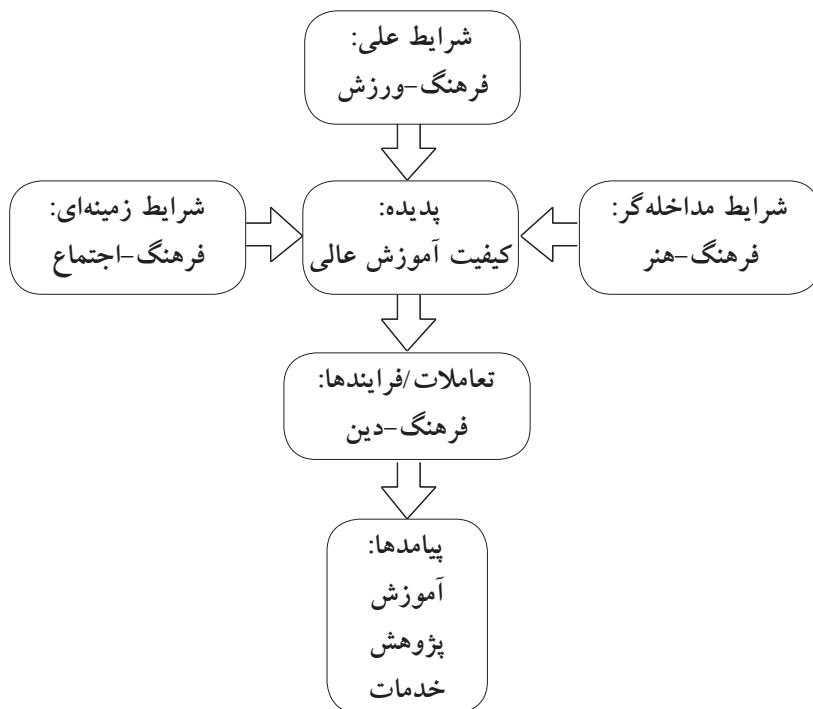 شرایط علی:
فرهنگ-ورزش
شرایط زمینه‌ای:
فرهنگ-اجتماع
پدیده:
کیفیت آموزش عالی
شرایط مداخله‌گر:
فرهنگ-هنر
تعاملات/فرایندها:
فرهنگ-دین
پیامدها:
آموزش
پژوهش
خدمات